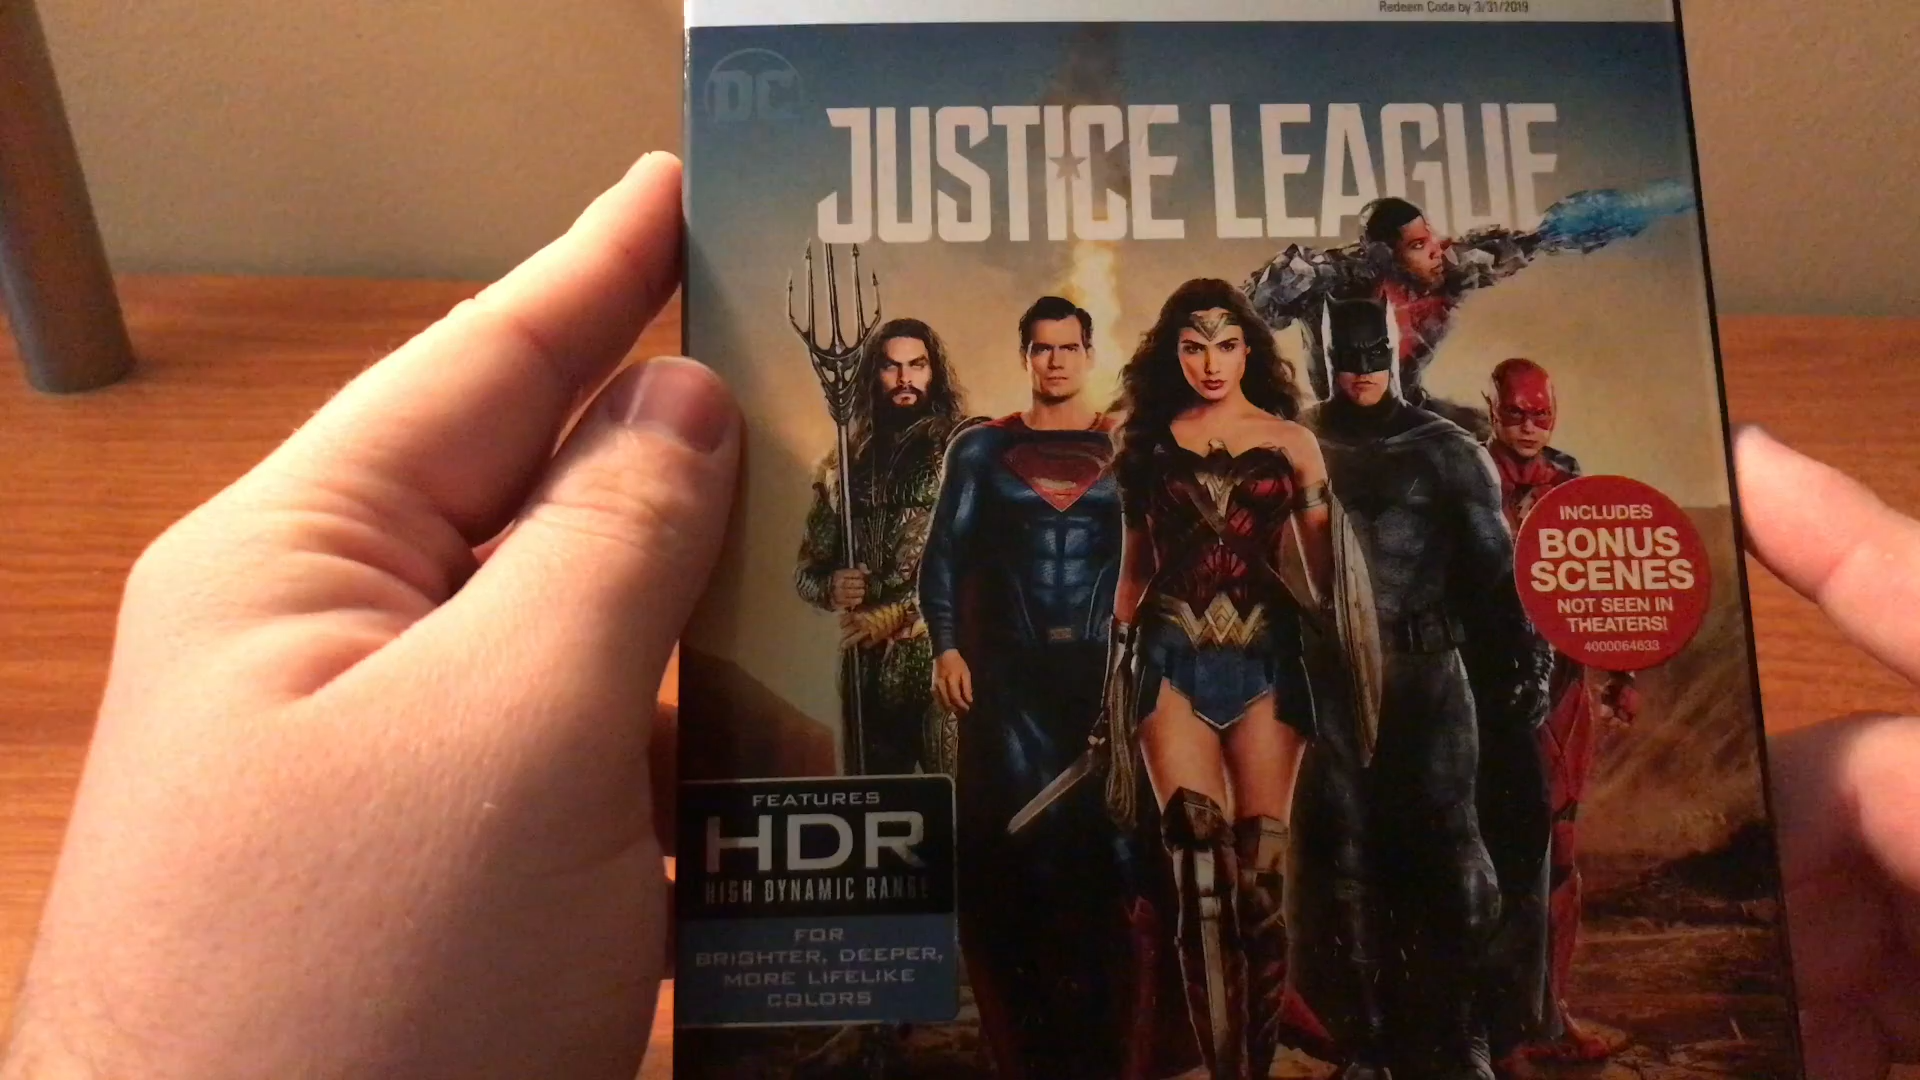 Redeem Code by 3/31/2019
DC
JUSTICE LEAGUE
INCLUDES
BONUS
SCENES
NOT SEEN IN
THEATERS!
4000064633
FEATURES
HDR
HIGH DYNAMIC RANGE
FOR
BRIGHTER, DEEPER,
MORE LIFELIKE
COLORS